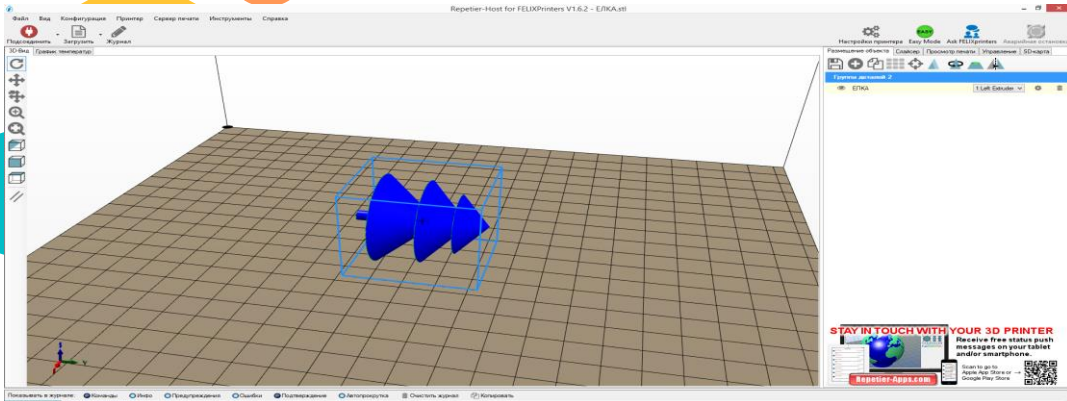 Repetier-Host for FELIXPrinters V1.6.2 - ЕЛКА.stl
Файл Вид Конфигурация Принтер Сервер печати Инструменты Справка
Подсоединить Загрузить Журнал
Настройки принтера Easy Mode Ask FELIXprinters Аварийная остановка
EASY
3D-Вид График температур
Размещение объекта Слайсер Просмотр печати Управление SD-карта
Группа деталей 2
ЕЛКА 1:Left Extruder
STAY IN TOUCH WITH YOUR 3D PRINTER
Receive free status push
messages on your tablet
and/or smartphone.
Scan to go to
Apple App Store or →
Google Play Store
Repetier-Apps.com
Показывать в журнале: Команды Инфо Предупреждения Ошибки Подтверждение Автопрокрутка Очистить журнал Копировать